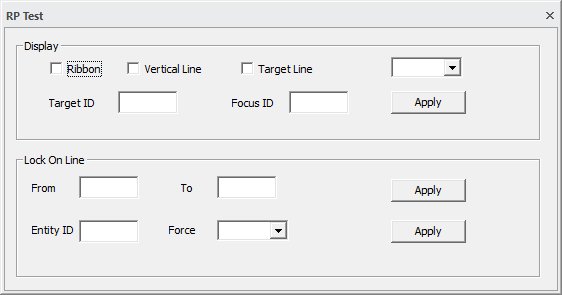 RP Test
Display
Ribbon Vertical Line Target Line
Target ID Focus ID Apply
Lock On Line
From To Apply
Entity ID Force Apply